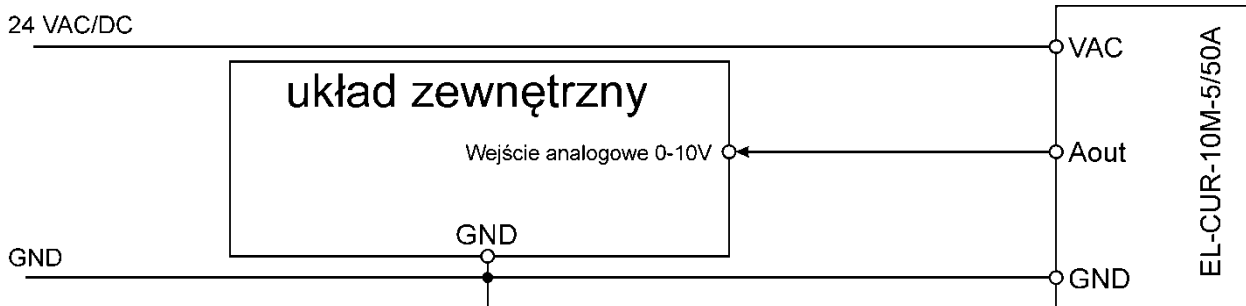 24 VAC/DC
VAC
układ zewnętrzny
Wejście analogowe 0-10V
Aout
GND
GND
GND
EL-CUR-10M-5/50A